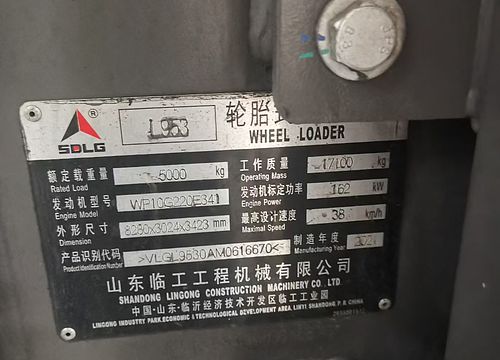 L953
轮胎
WHEEL LOADER
SDLG ®
额定载重量 5000 kg 工作质量 17100 kg
Rated Load Operating Mass
发动机型号 WP10G220E341 发动机标定功率 162 kW
Engine Model Engine Power
外形尺寸 8280X3024X3423 mm 最高设计速度 38 km/h
Dimension Maximal Speed
产品识别代码 >VLGL9530AM0616670< 制造年度
Product Identification Number Manufacturing Year
山东临工工程机械有限公司
SHANDONG LINGONG CONSTRUCTION MACHINERY CO., LTD.
中国·山东·临沂经济技术开发区临工工业园
LINGONG INDUSTRY PARK,ECONOMIC & TECHNOLOGICAL DEVELOPMENT AREA, LINYI SHANDONG P.R.CHINA
8.8